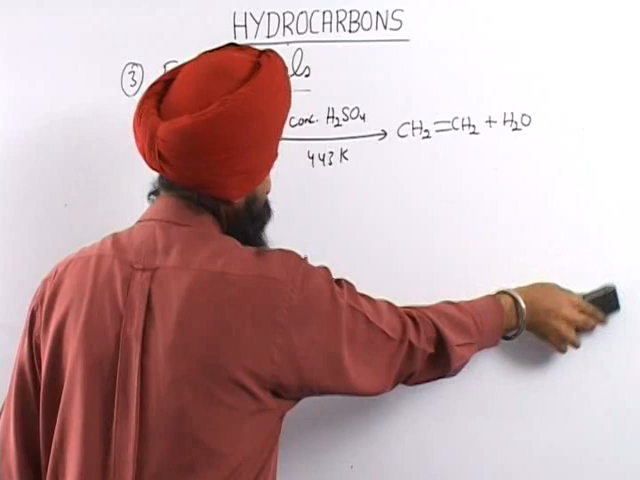 HYDROCARBONS
③
conc. H₂SO₄
CH₂=CH₂ + H₂O
443 K